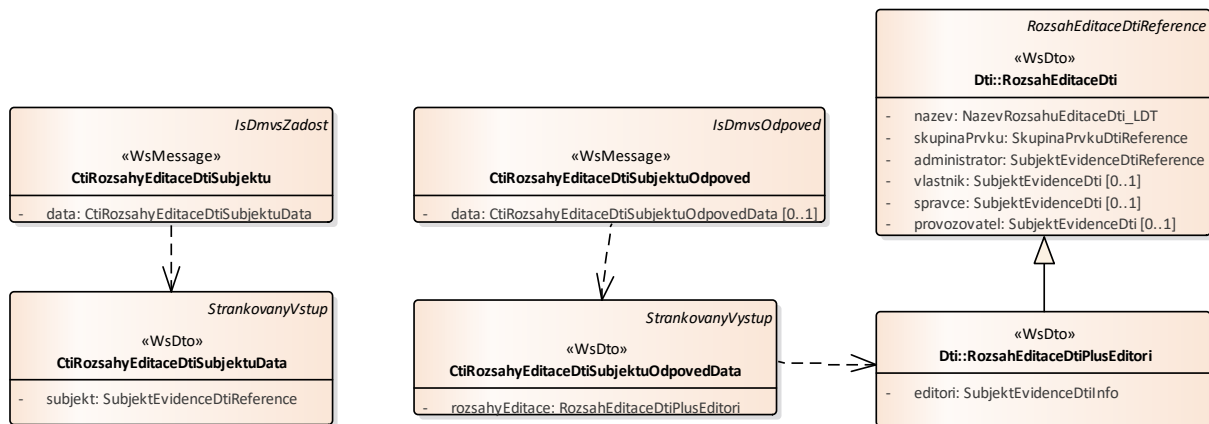 IsDmvsZadost
«WsMessage»
CtiRozsahyEditaceDtiSubjektu
- data: CtiRozsahyEditaceDtiSubjektuData
StrankovanyVstup
«WsDto»
CtiRozsahyEditaceDtiSubjektuData
- subjekt: SubjektEvidenceDtiReference
IsDmvsOdpoved
«WsMessage»
CtiRozsahyEditaceDtiSubjektuOdpoved
- data: CtiRozsahyEditaceDtiSubjektuOdpovedData [0..1]
StrankovanyVystup
«WsDto»
CtiRozsahyEditaceDtiSubjektuOdpovedData
- rozsahyEditace: RozsahEditaceDtiPlusEditori
RozsahEditaceDtiReference
«WsDto»
Dti::RozsahEditaceDti
- nazev: NazevRozsahuEditaceDti_LDT
- skupinaPrvku: SkupinaPrvkuDtiReference
- administrator: SubjektEvidenceDtiReference
- vlastnik: SubjektEvidenceDti [0..1]
- spravce: SubjektEvidenceDti [0..1]
- provozovatel: SubjektEvidenceDti [0..1]
«WsDto»
Dti::RozsahEditaceDtiPlusEditori
- editori: SubjektEvidenceDtiInfo